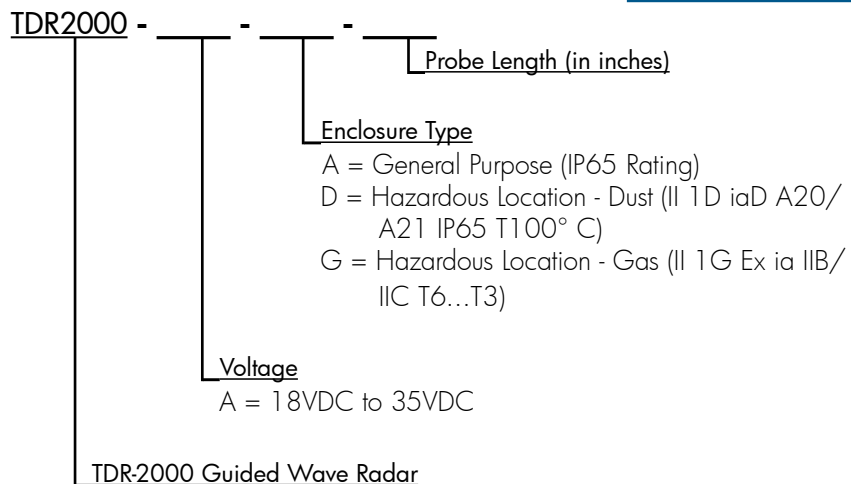 TDR2000 - ____ - ____ - ____
Probe Length (in inches)
Enclosure Type
A = General Purpose (IP65 Rating)
D = Hazardous Location - Dust (II 1D iaD A20/
A21 IP65 T100° C)
G = Hazardous Location - Gas (II 1G Ex ia IIB/
IIC T6...T3)
Voltage
A = 18VDC to 35VDC
TDR-2000 Guided Wave Radar